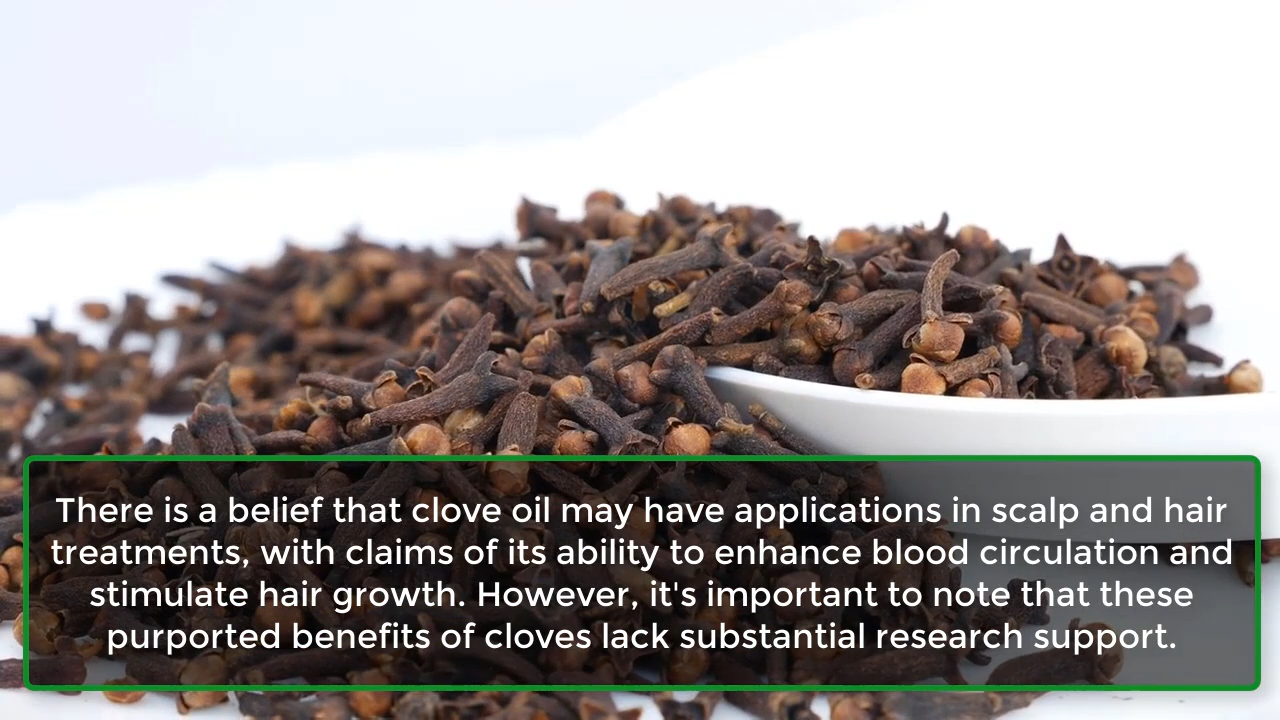 There is a belief that clove oil may have applications in scalp and hair
treatments, with claims of its ability to enhance blood circulation and
stimulate hair growth. However, it's important to note that these
purported benefits of cloves lack substantial research support.